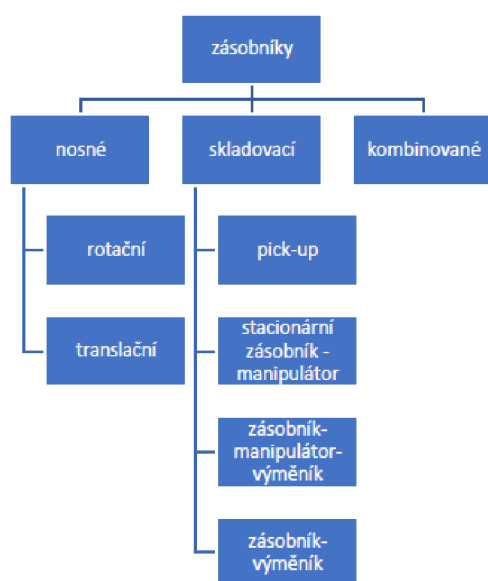 zásobníky
nosné
skladovací
kombinované
rotační
pick-up
translační
stacionární
zásobník -
manipulátor
zásobník-
manipulátor-
výměník
zásobník-
výměník